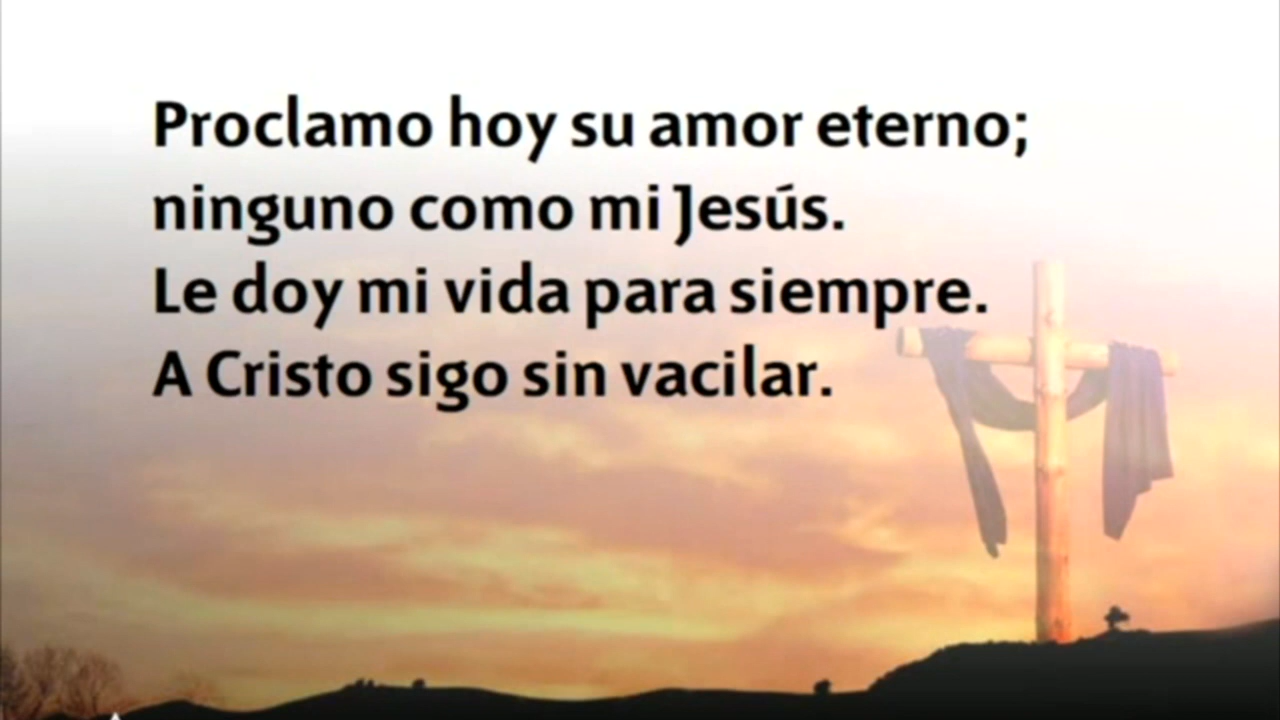 Proclamo hoy su amor eterno;
ninguno como mi Jesús.
Le doy mi vida para siempre.
A Cristo sigo sin vacilar.